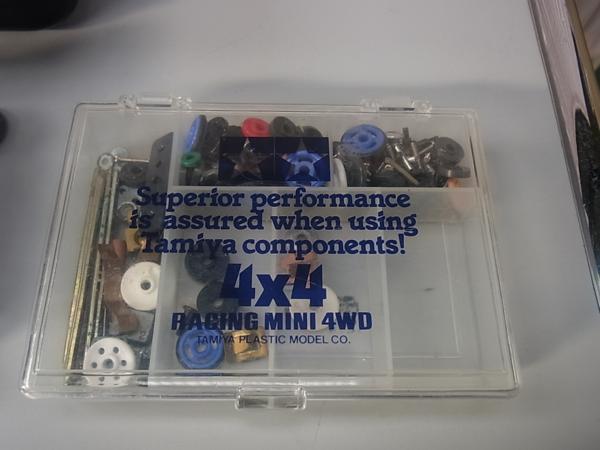 Superior performance
is assured when using
Tamiya components!
4x4
RACING MINI 4WD
TAMIYA PLASTIC MODEL CO.